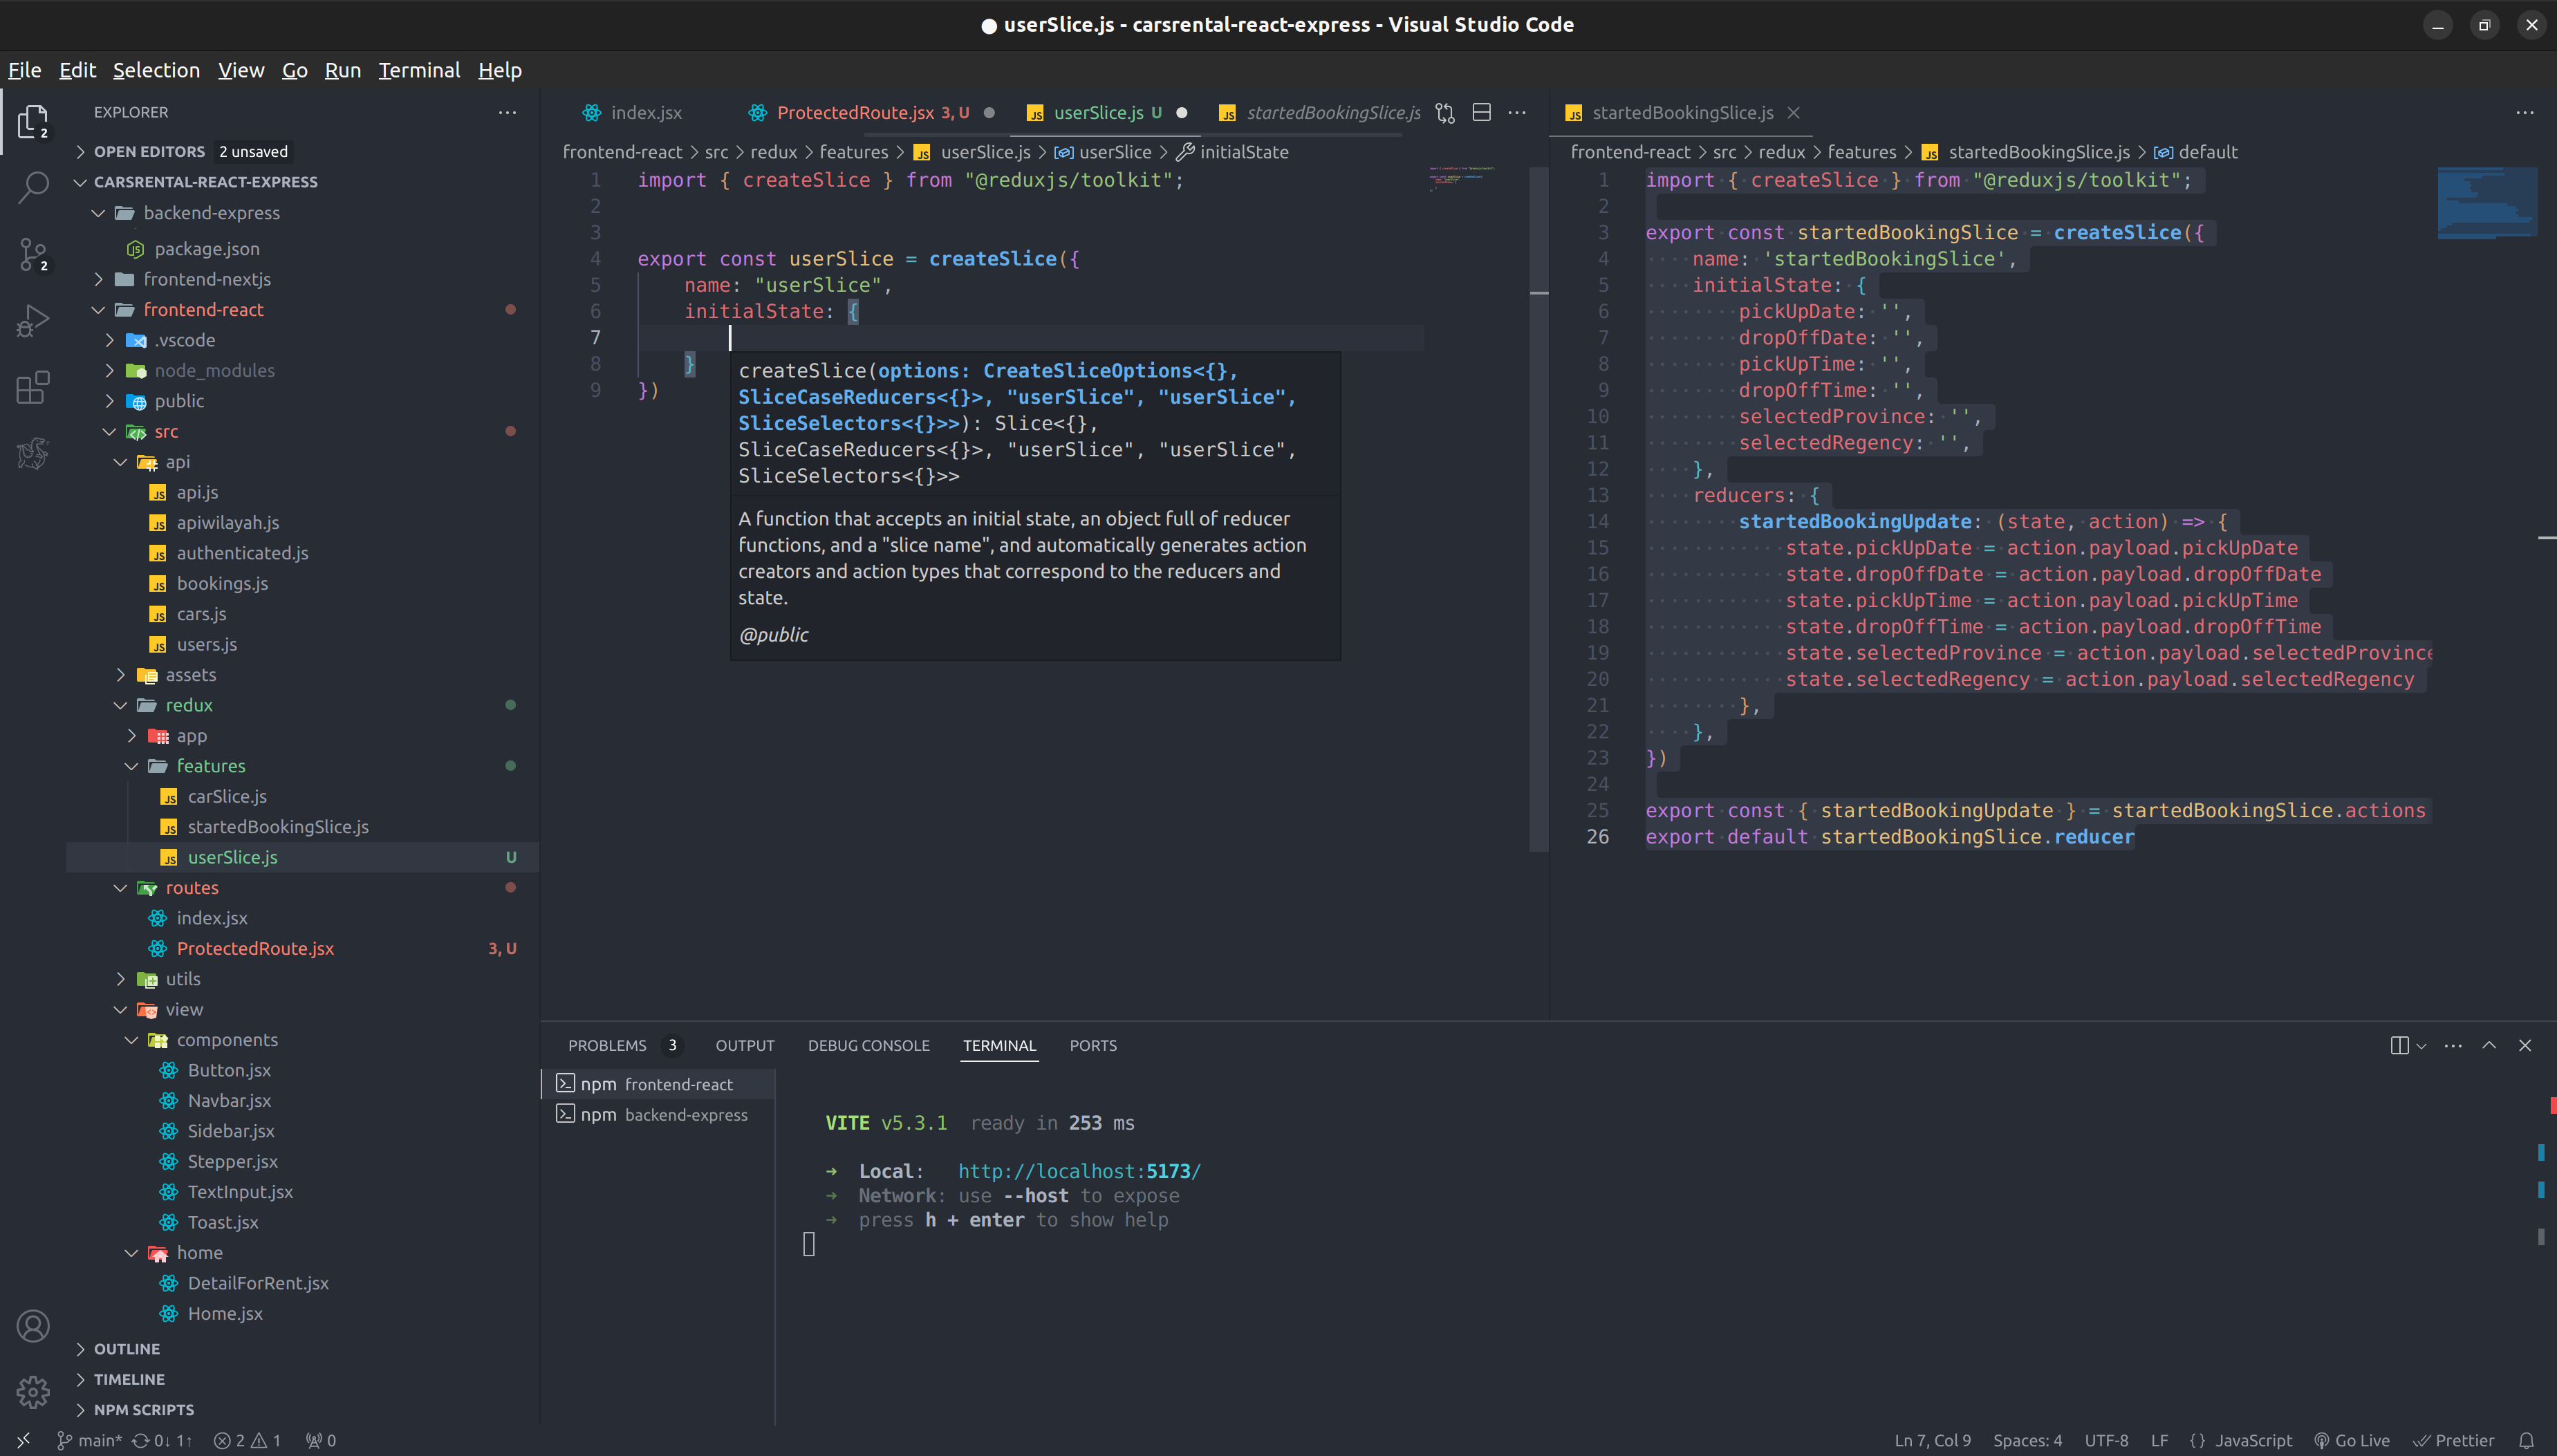 ● userSlice.js - carsrental-react-express - Visual Studio Code
File Edit Selection View Go Run Terminal Help
2
2
EXPLORER
OPEN EDITORS 2 unsaved
CARSRENTAL-REACT-EXPRESS
backend-express
package.json
frontend-nextjs
frontend-react
.vscode
node_modules
public
src
api
api.js
apiwilayah.js
authenticated.js
bookings.js
cars.js
users.js
assets
redux
app
features
carSlice.js
startedBookingSlice.js
userSlice.js U
routes
index.jsx
ProtectedRoute.jsx 3, U
utils
view
components
Button.jsx
Navbar.jsx
Sidebar.jsx
Stepper.jsx
TextInput.jsx
Toast.jsx
home
DetailForRent.jsx
Home.jsx
OUTLINE
TIMELINE
NPM SCRIPTS
index.jsx ProtectedRoute.jsx 3, U ● userSlice.js U ● startedBookingSlice.js
frontend-react > src > redux > features > userSlice.js > userSlice > initialState
1 import { createSlice } from "@reduxjs/toolkit";
2
3
4 export const userSlice = createSlice({
5 name: "userSlice",
6 initialState: {
7
8 }
9 })
createSlice(options: CreateSliceOptions<{},
SliceCaseReducers<{}>, "userSlice", "userSlice",
SliceSelectors<{}>>): Slice<{},
SliceCaseReducers<{}>, "userSlice", "userSlice",
SliceSelectors<{}>>
A function that accepts an initial state, an object full of reducer
functions, and a "slice name", and automatically generates action
creators and action types that correspond to the reducers and
state.
@public
startedBookingSlice.js
frontend-react > src > redux > features > startedBookingSlice.js > default
1 import { createSlice } from "@reduxjs/toolkit";
2
3 export const startedBookingSlice = createSlice({
4 name: 'startedBookingSlice',
5 initialState: {
6 pickUpDate: '',
7 dropOffDate: '',
8 pickUpTime: '',
9 dropOffTime: '',
10 selectedProvince: '',
11 selectedRegency: '',
12 },
13 reducers: {
14 startedBookingUpdate: (state, action) => {
15 state.pickUpDate = action.payload.pickUpDate
16 state.dropOffDate = action.payload.dropOffDate
17 state.pickUpTime = action.payload.pickUpTime
18 state.dropOffTime = action.payload.dropOffTime
19 state.selectedProvince = action.payload.selectedProvince
20 state.selectedRegency = action.payload.selectedRegency
21 },
22 },
23 })
24
25 export const { startedBookingUpdate } = startedBookingSlice.actions
26 export default startedBookingSlice.reducer
PROBLEMS 3 OUTPUT DEBUG CONSOLE TERMINAL PORTS
npm frontend-react
npm backend-express
VITE v5.3.1 ready in 253 ms
➜ Local: http://localhost:5173/
➜ Network: use --host to expose
➜ press h + enter to show help
main* 0↓ 1↑ 2 1 0
Ln 7, Col 9 Spaces: 4 UTF-8 LF {} JavaScript Go Live Prettier